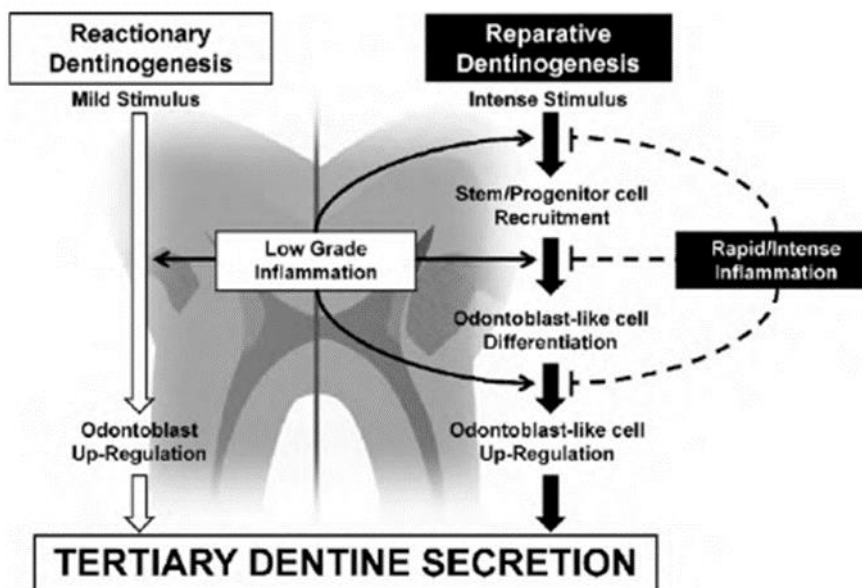 Reactionary
Dentinogenesis
Mild Stimulus
Reparative
Dentinogenesis
Intense Stimulus
Stem/Progenitor cell
Recruitment
Low Grade
Inflammation
Rapid/Intense
Inflammation
Odontoblast-like cell
Differentiation
Odontoblast
Up-Regulation
Odontoblast-like cell
Up-Regulation
TERTIARY DENTINE SECRETION